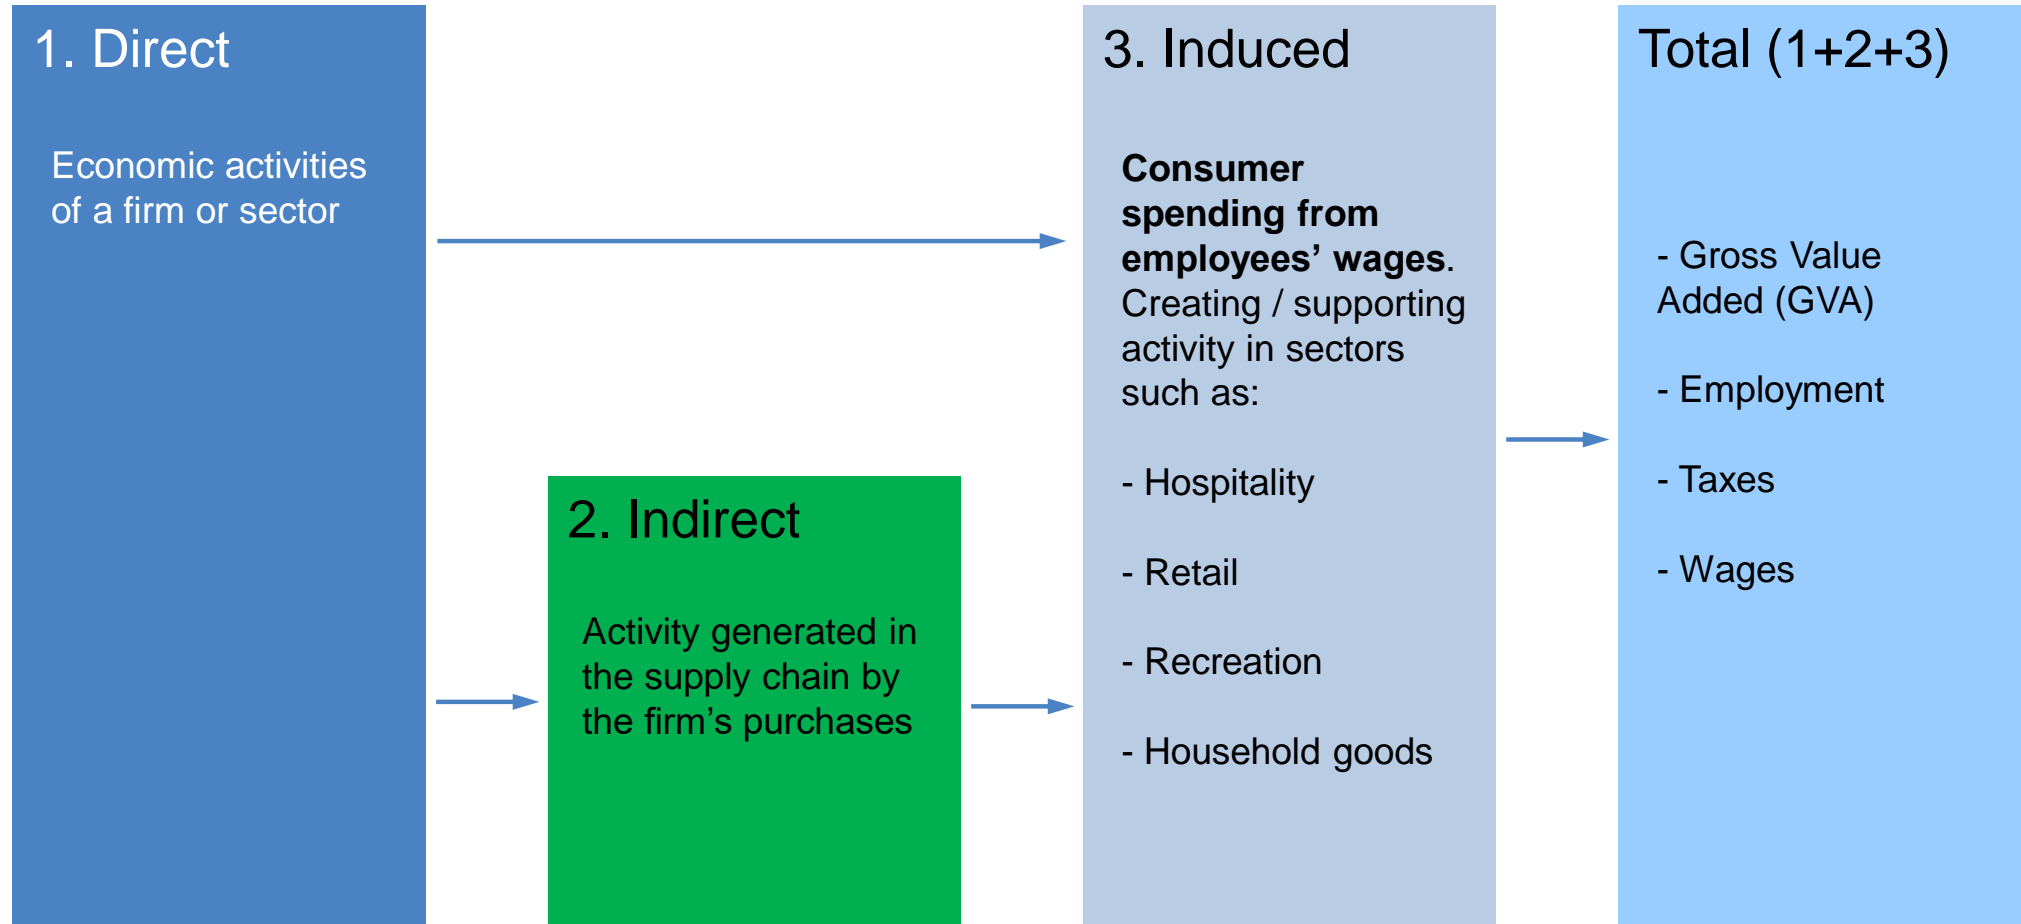 1. Direct
Economic activities
of a firm or sector
2. Indirect
Activity generated in
the supply chain by
the firm’s purchases
3. Induced
Consumer
spending from
employees’ wages.
Creating / supporting
activity in sectors
such as:
- Hospitality
- Retail
- Recreation
- Household goods
Total (1+2+3)
- Gross Value
Added (GVA)
- Employment
- Taxes
- Wages